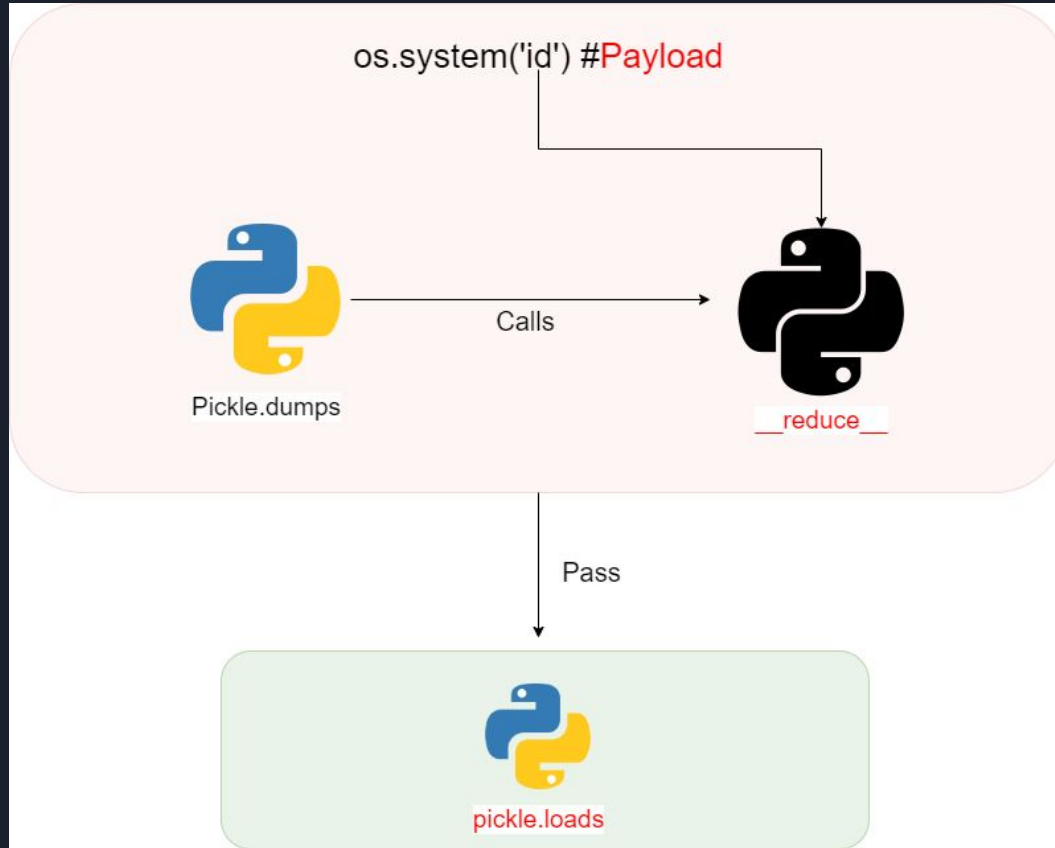 os.system('id') #Payload
Calls
Pickle.dumps
__reduce__
Pass
pickle.loads